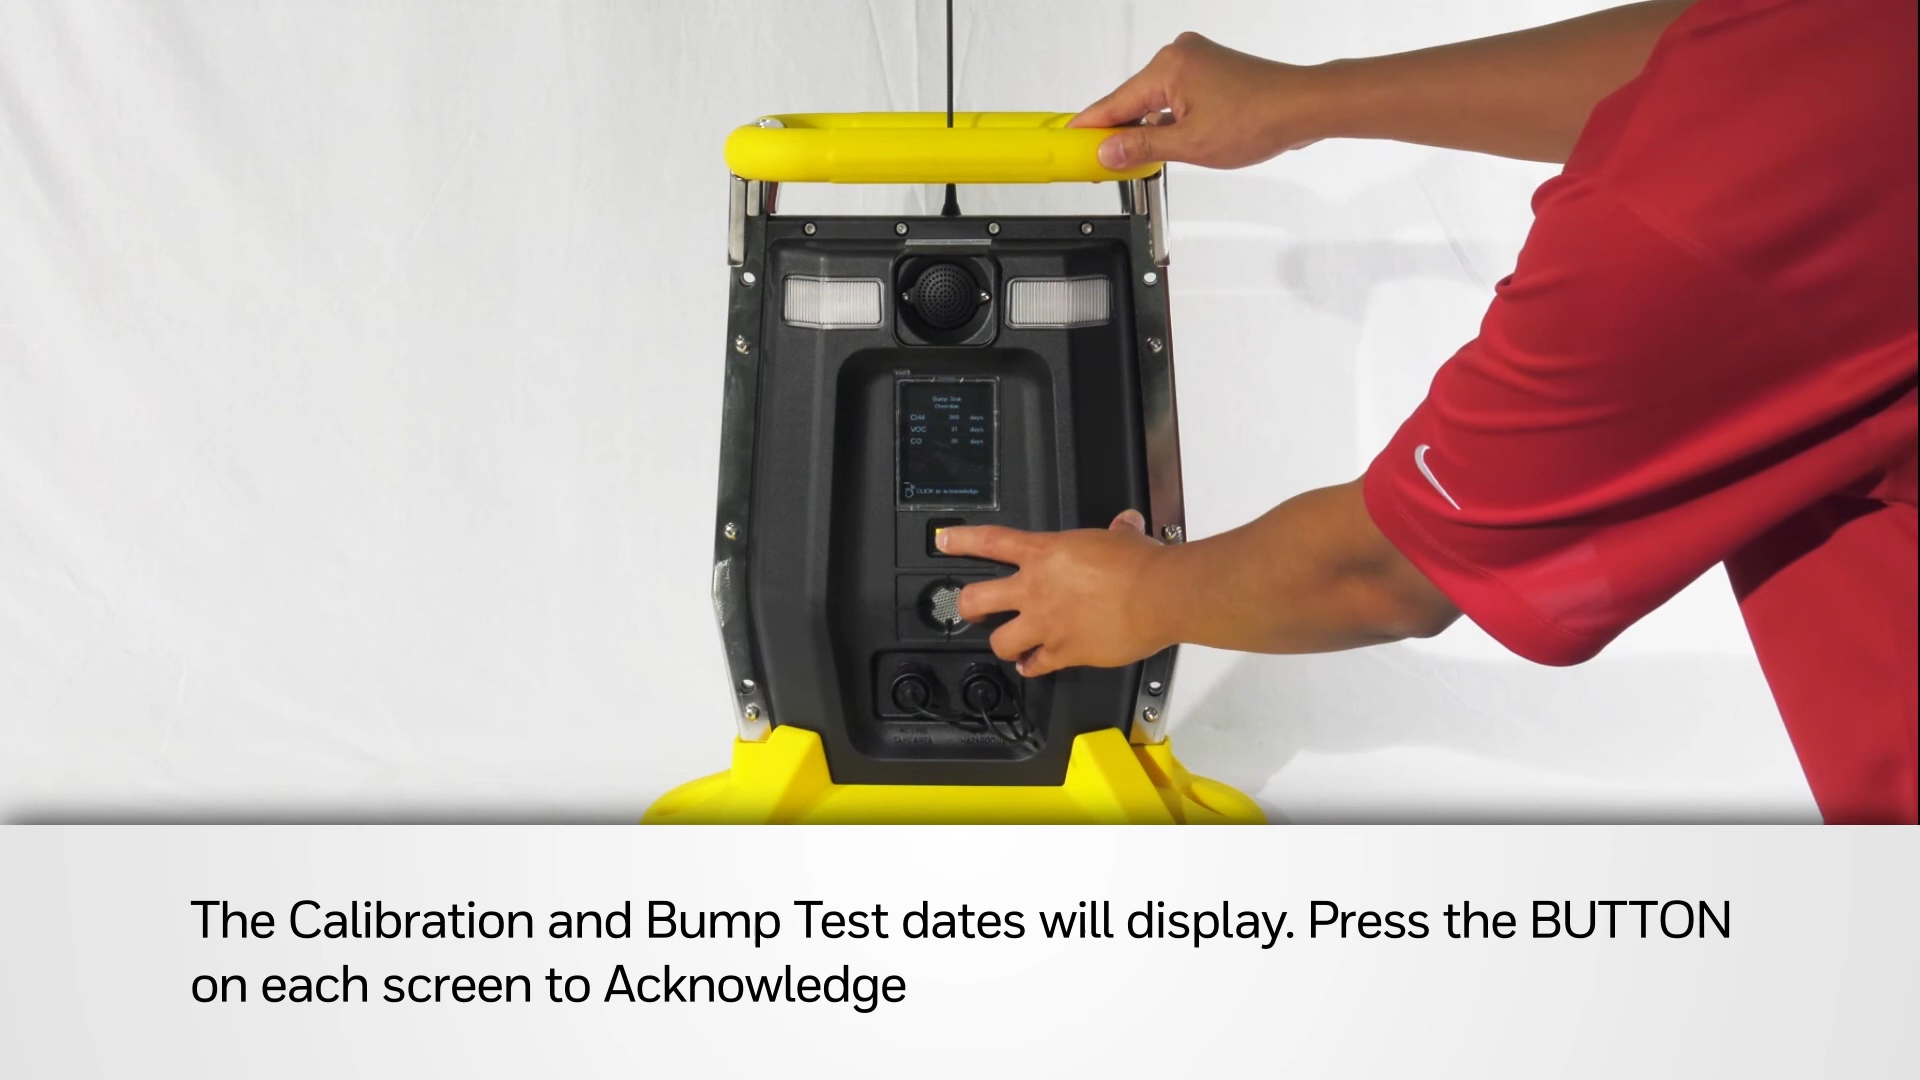 Bump Test
Overdue
CH4 days
VOC 21 days
CO days
CLICK to acknowledge
The Calibration and Bump Test dates will display. Press the BUTTON
on each screen to Acknowledge